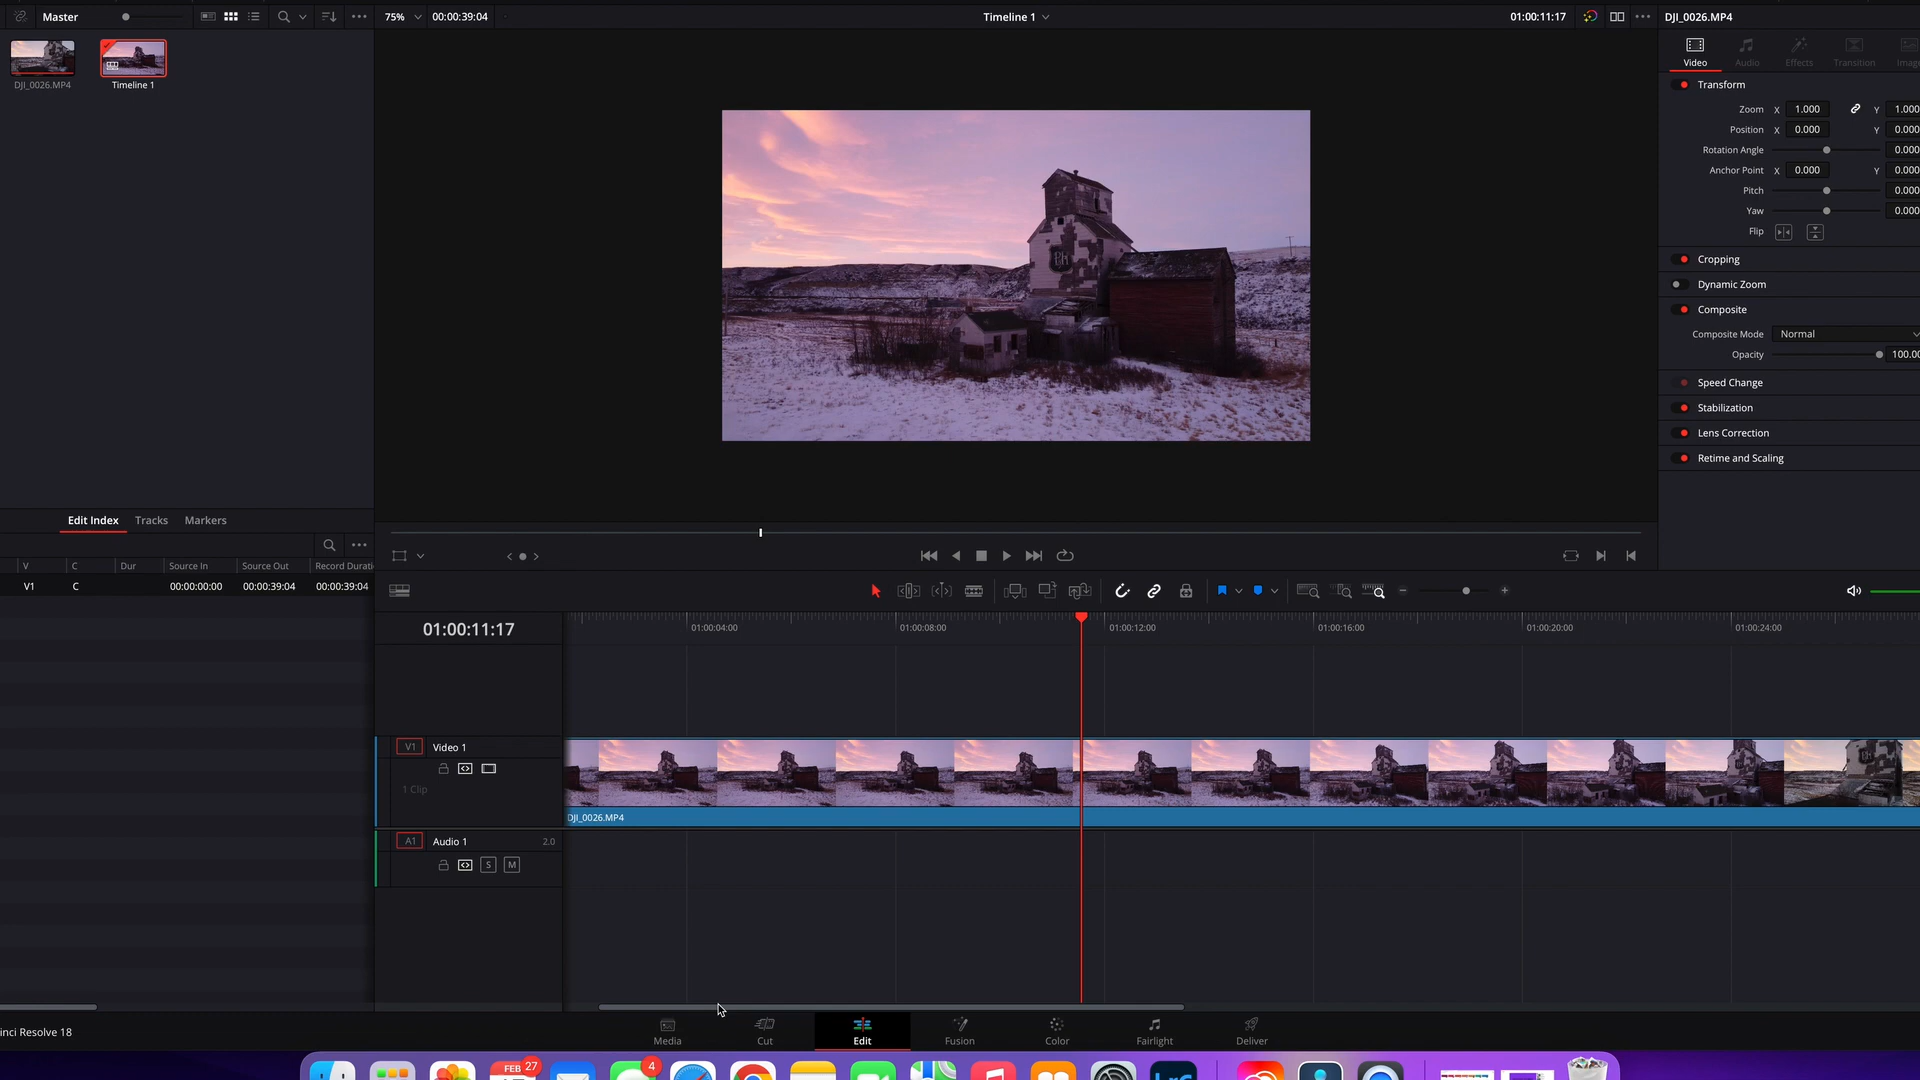 Master
75%
00:00:39:04
Timeline 1
01:00:11:17
DJI_0026.MP4
DJI_0026.MP4
Timeline 1
Video
Audio
Effects
Transition
Imag
Transform
Zoom X 1.000 Y 1.000
Position X 0.000 Y 0.000
Rotation Angle 0.000
Anchor Point X 0.000 Y 0.000
Pitch 0.000
Yaw 0.000
Flip
Cropping
Dynamic Zoom
Composite
Composite Mode Normal
Opacity 100.00
Speed Change
Stabilization
Lens Correction
Retime and Scaling
Edit Index Tracks Markers
V C Dur Source In Source Out Record Durati
V1 C 00:00:00:00 00:00:39:04 00:00:39:04
01:00:11:17
01:00:04:00 01:00:08:00 01:00:12:00 01:00:16:00 01:00:20:00 01:00:24:00
V1 Video 1
1 Clip
DJI_0026.MP4
A1 Audio 1 2.0
S M
inci Resolve 18
Media Cut Edit Fusion Color Fairlight Deliver
FEB 27
4
LrC